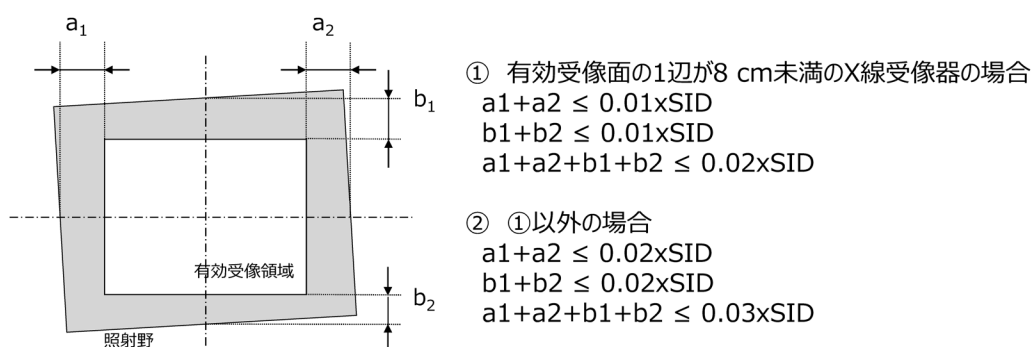 a₁
a₂
b₁
有効受像領域
b₂
照射野
① 有効受像面の1辺が8 cm未満のX線受像器の場合
a1+a2 ≤ 0.01xSID
b1+b2 ≤ 0.01xSID
a1+a2+b1+b2 ≤ 0.02xSID
② ①以外の場合
a1+a2 ≤ 0.02xSID
b1+b2 ≤ 0.02xSID
a1+a2+b1+b2 ≤ 0.03xSID